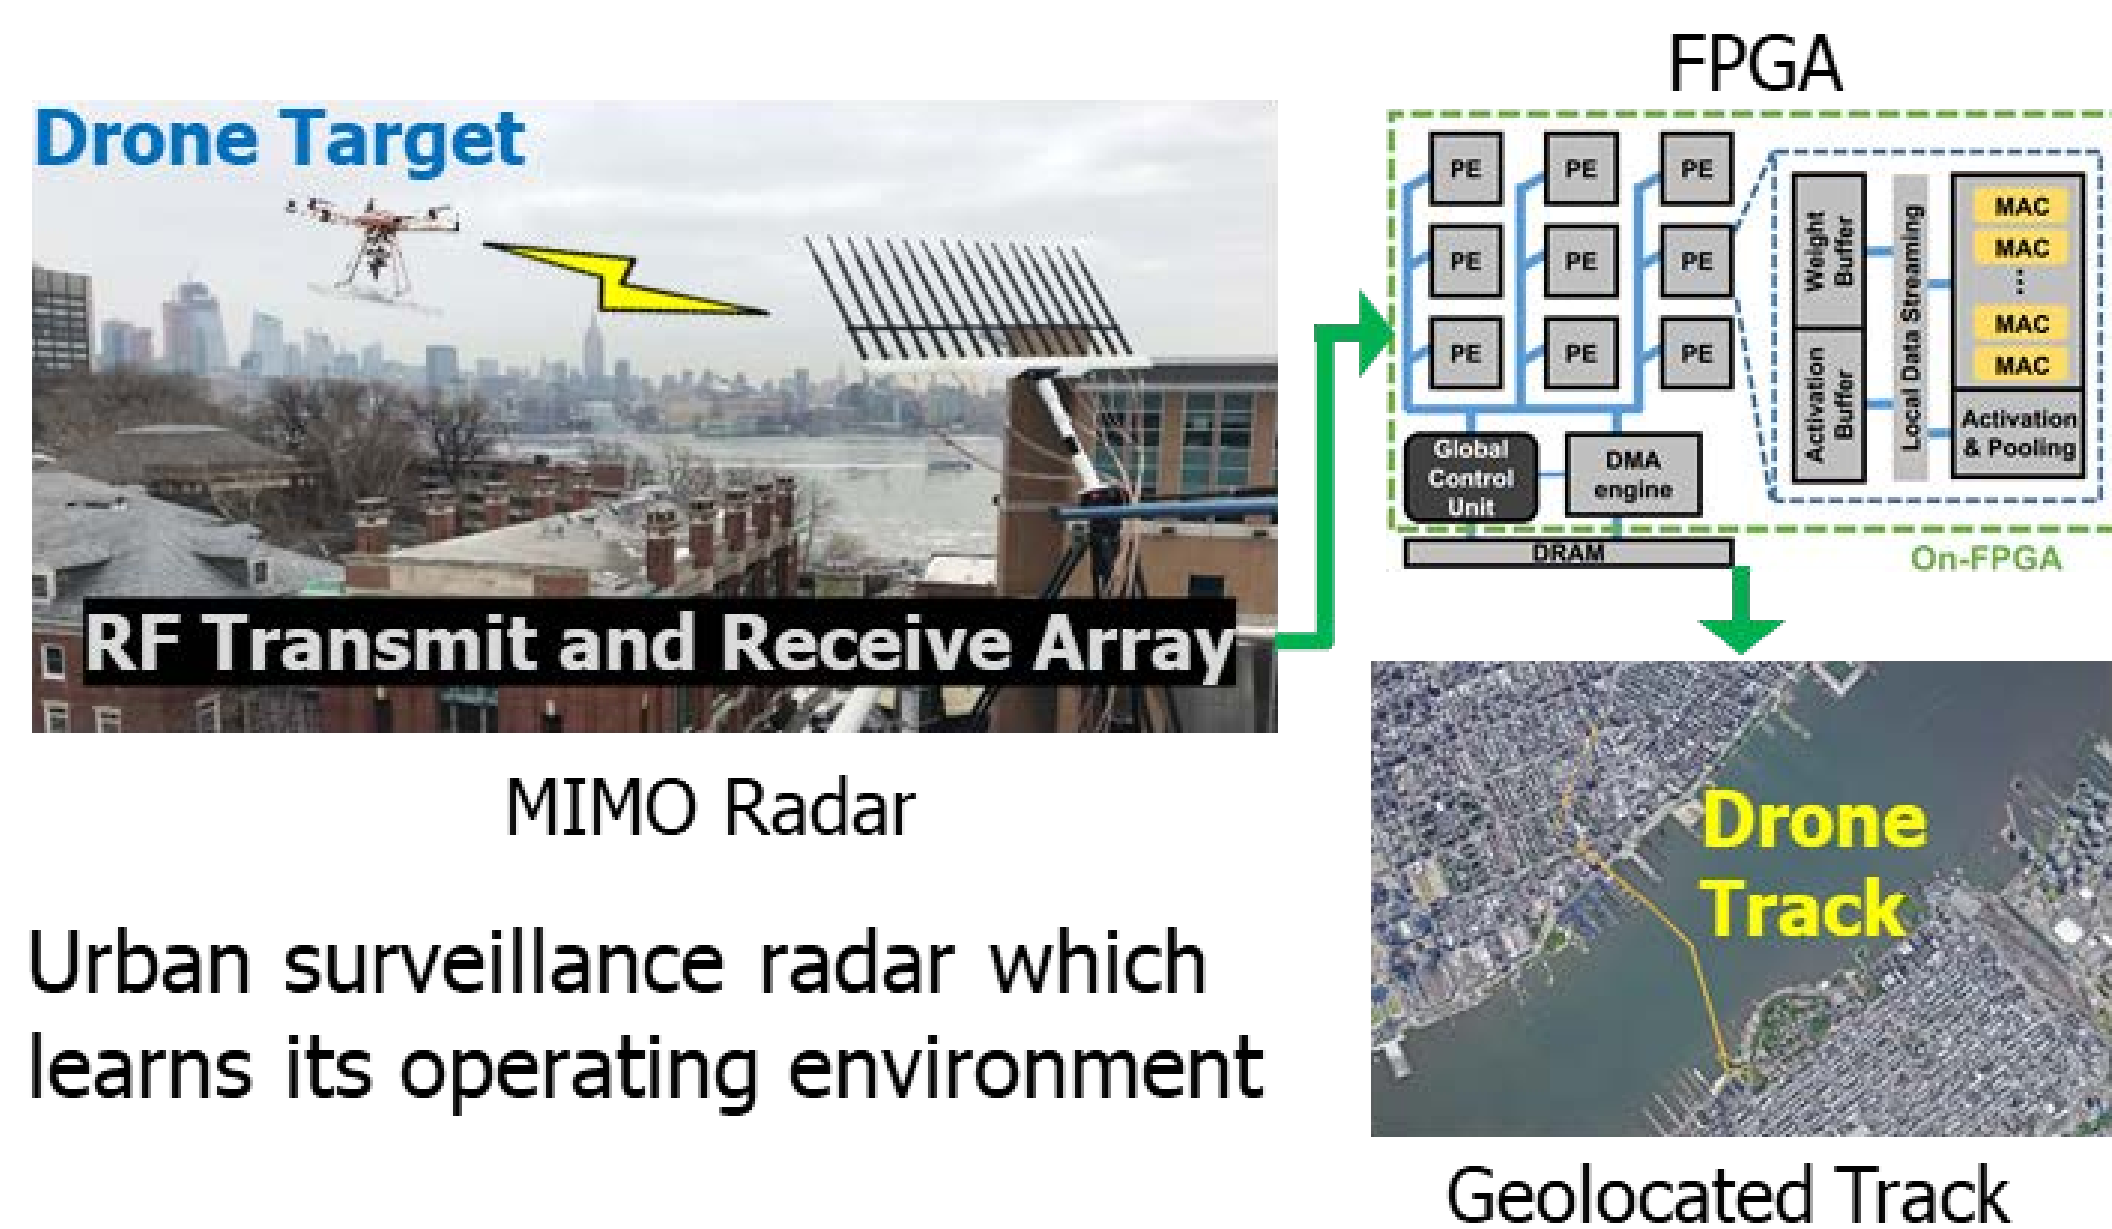 Drone Target
RF Transmit and Receive Array
MIMO Radar
Urban surveillance radar which
learns its operating environment
FPGA
PE PE PE
PE PE PE
PE PE PE
Global
Control
Unit
DMA
engine
DRAM
Weight
Buffer
Activation
Buffer
Local Data Streaming
MAC
MAC
MAC
MAC
Activation
& Pooling
On-FPGA
Drone
Track
Geolocated Track